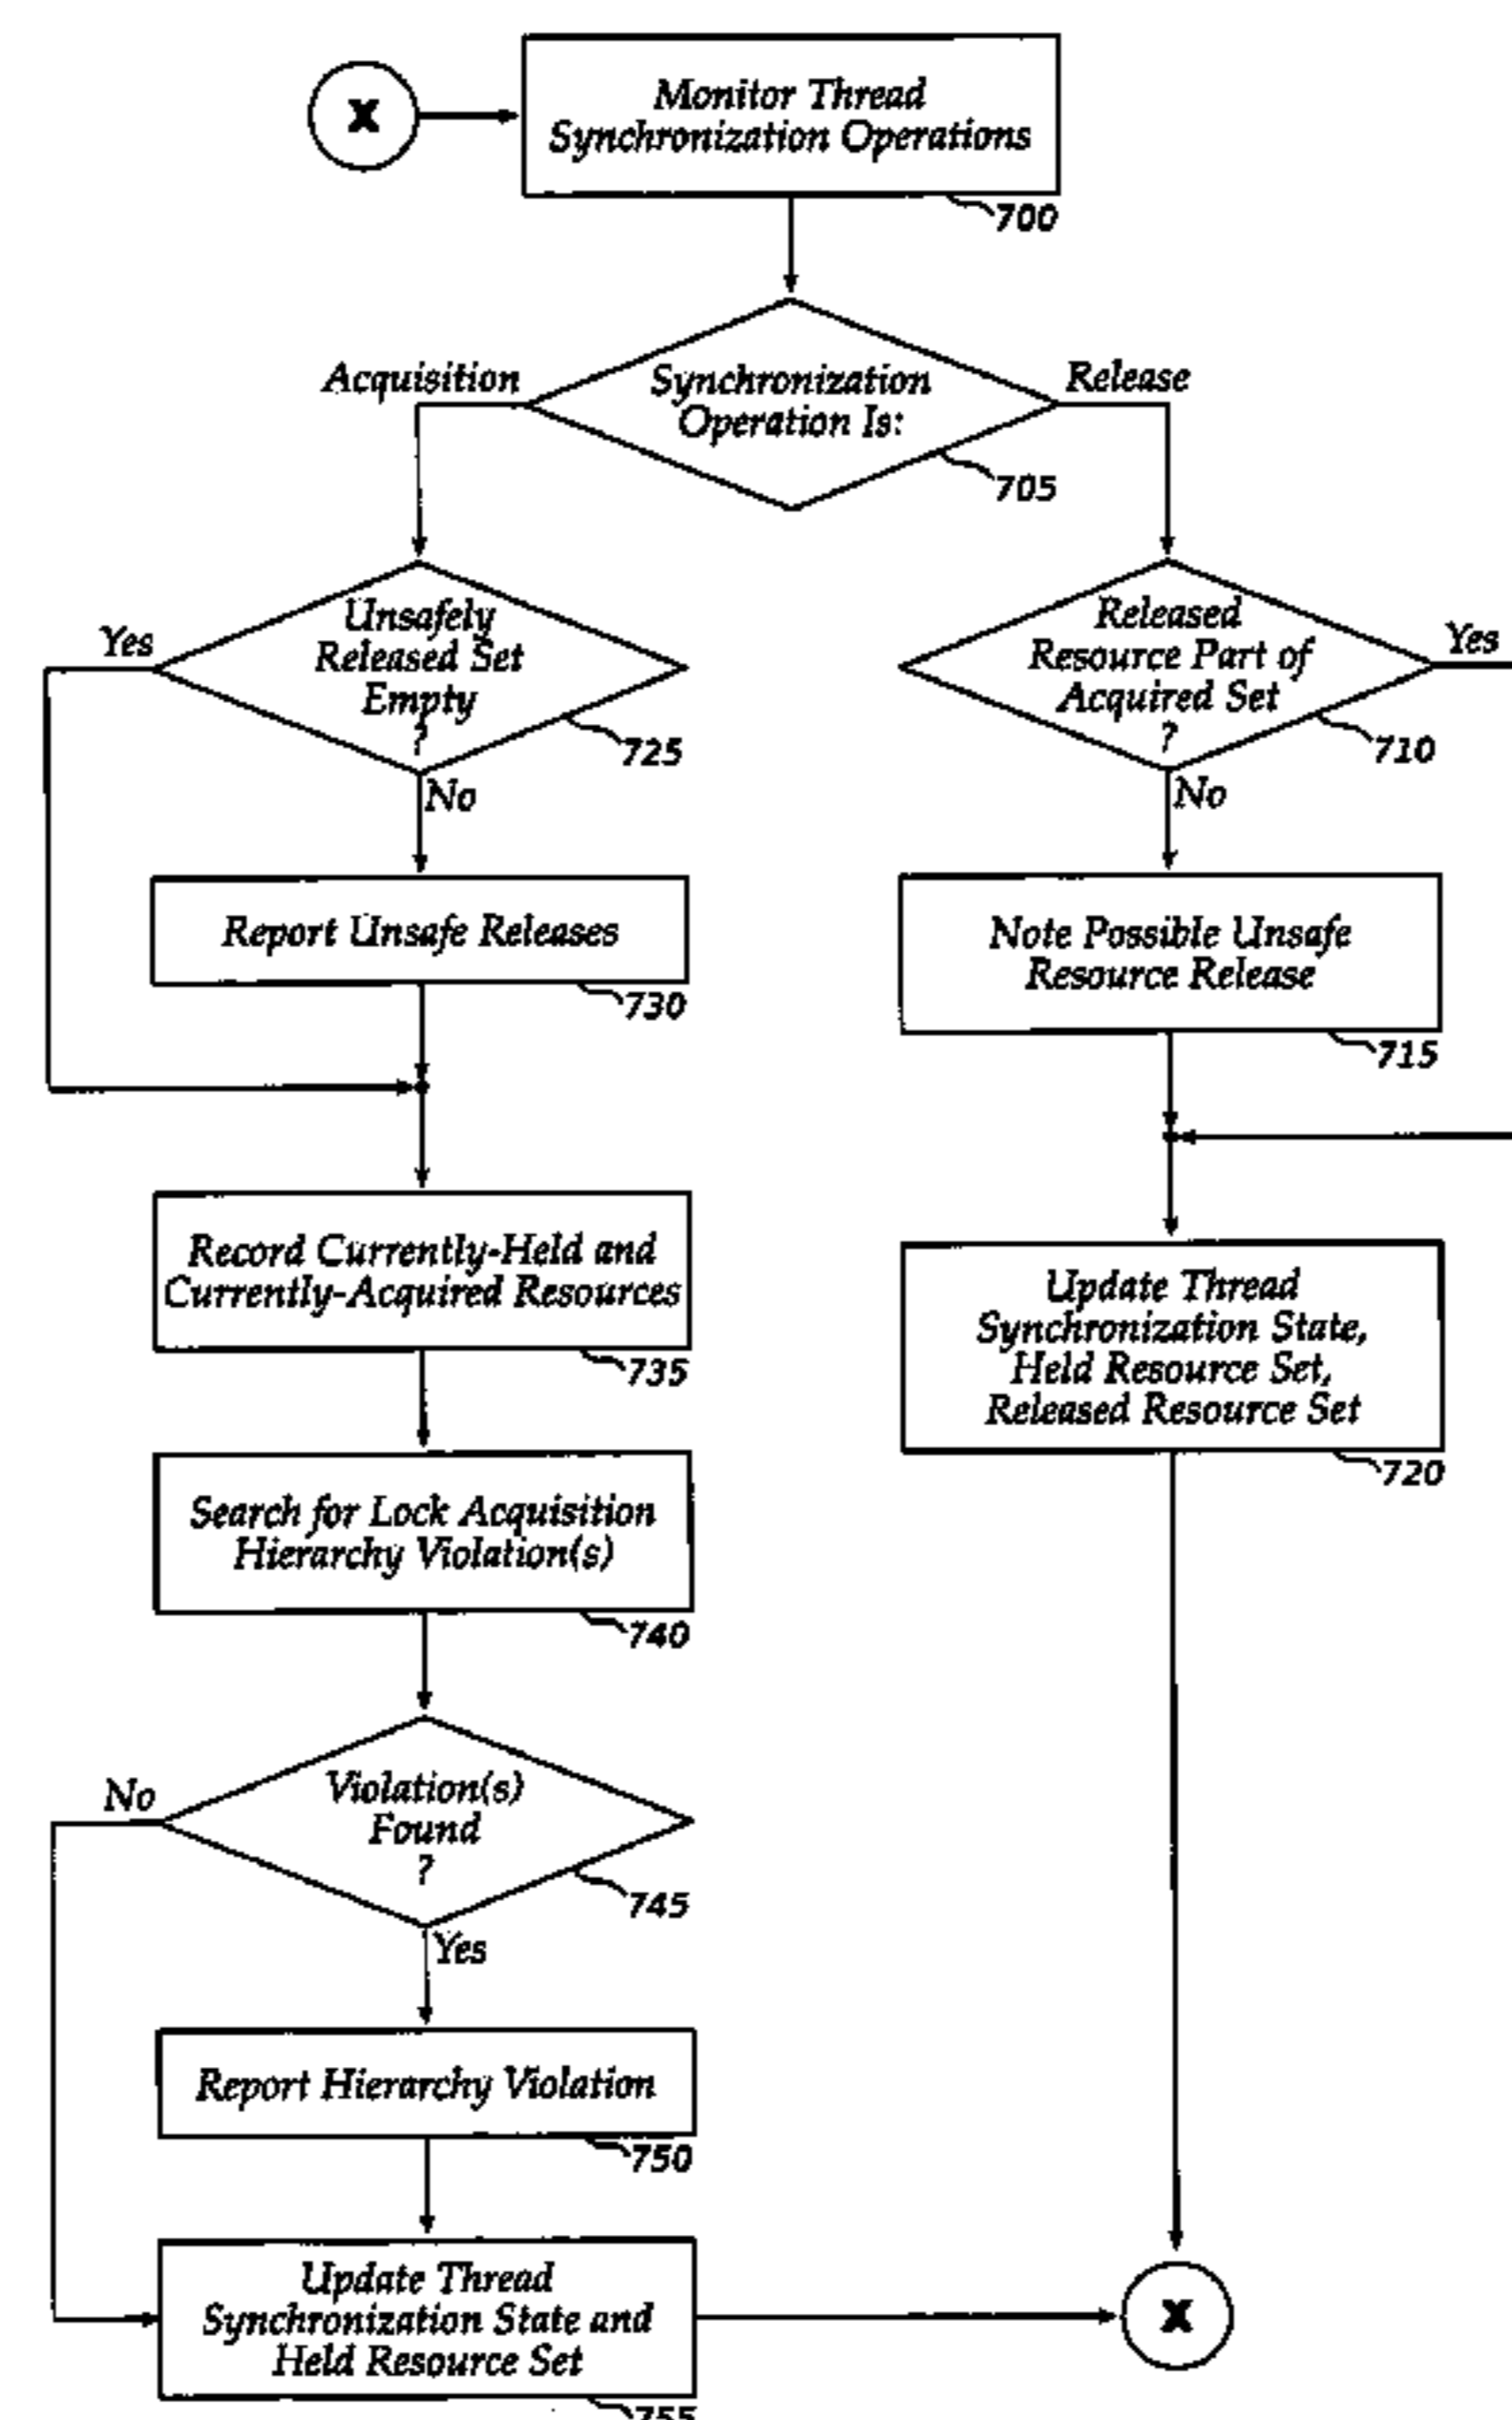 X
Monitor Thread
Synchronization Operations
700
Acquisition
Synchronization
Operation Is:
Release
705
Yes
Unsafely
Released Set
Empty
?
725
No
Released
Resource Part of
Acquired Set
?
Yes
710
No
Report Unsafe Releases
730
Note Possible Unsafe
Resource Release
715
Record Currently-Held and
Currently-Acquired Resources
735
Update Thread
Synchronization State,
Held Resource Set,
Released Resource Set
720
Search for Lock Acquisition
Hierarchy Violation(s)
740
No
Violation(s)
Found
?
745
Yes
Report Hierarchy Violation
750
Update Thread
Synchronization State and
Held Resource Set
755
X